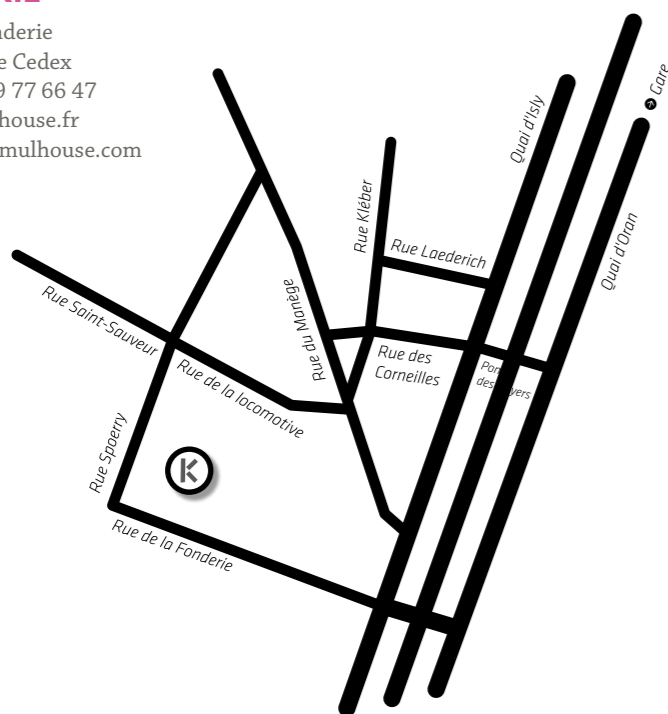 nderie
e Cedex
9 77 66 47
house.fr
mulhouse.com
Gare
Quai d'Isly
Quai d'Oran
Rue Kléber
Rue Laederich
Rue du Manège
Rue Saint-Sauveur
Rue de la locomotive
Rue des
Corneilles
Rue Spoerry
K
Rue de la Fonderie